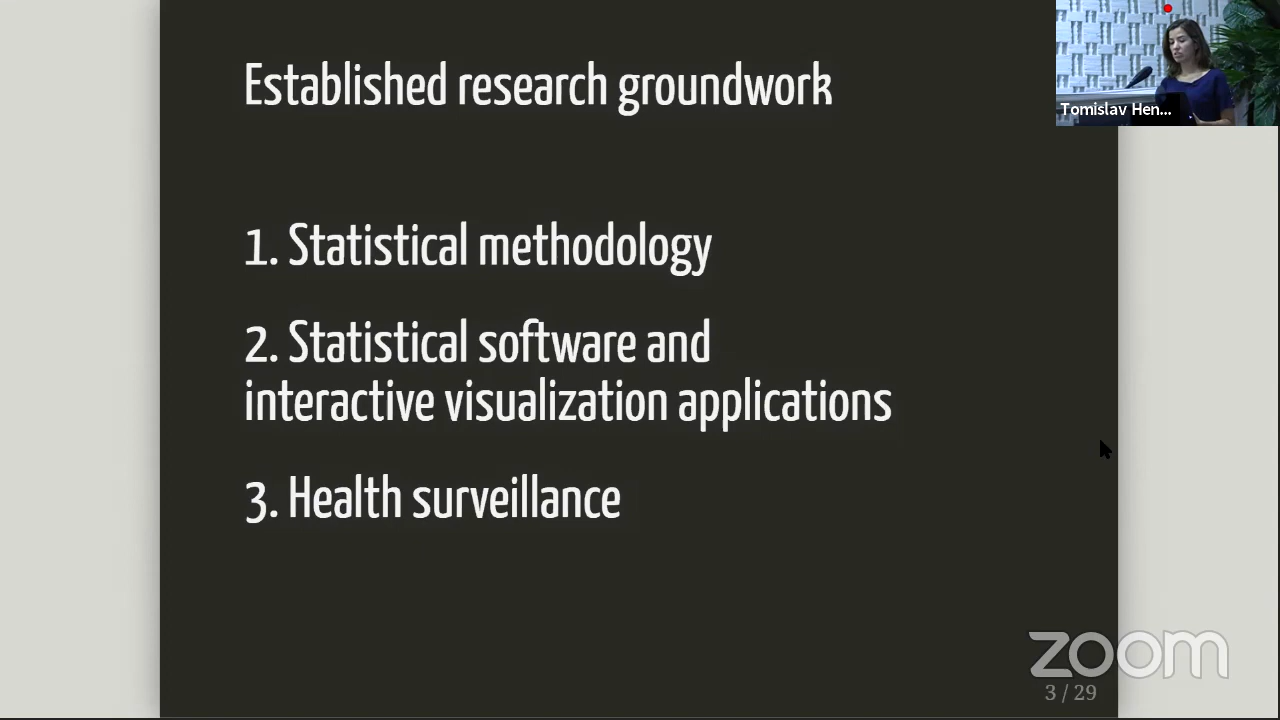 Established research groundwork
Tomislav Hen...
1. Statistical methodology
2. Statistical software and
interactive visualization applications
3. Health surveillance
zoom
3 / 29